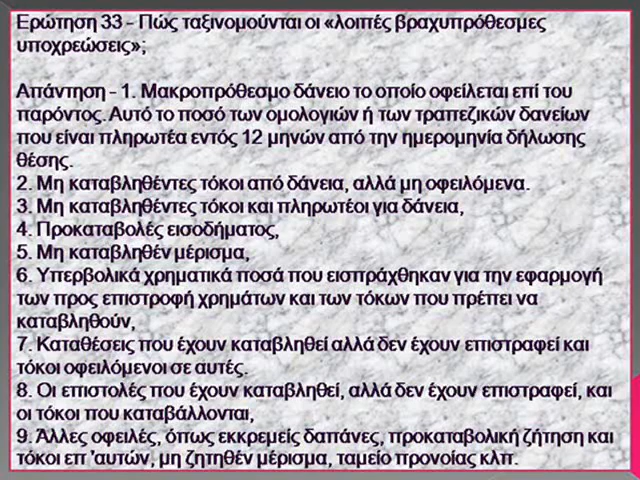 Ερώτηση 33 - Πώς ταξινομούνται οι «λοιπές βραχυπρόθεσμες
υποχρεώσεις»;
Απάντηση - 1. Μακροπρόθεσμο δάνειο το οποίο οφείλεται επί του
παρόντος. Αυτό το ποσό των ομολογιών ή των τραπεζικών δανείων
που είναι πληρωτέα εντός 12 μηνών από την ημερομηνία δήλωσης
θέσης.
2. Μη καταβληθέντες τόκοι από δάνεια, αλλά μη οφειλόμενα.
3. Μη καταβληθέντες τόκοι και πληρωτέοι για δάνεια,
4. Προκαταβολές εισοδήματος,
5. Μη καταβληθέν μέρισμα,
6. Υπερβολικά χρηματικά ποσά που εισπράχθηκαν για την εφαρμογή
των προς επιστροφή χρημάτων και των τόκων που πρέπει να
καταβληθούν,
7. Καταθέσεις που έχουν καταβληθεί αλλά δεν έχουν επιστραφεί και
τόκοι οφειλόμενοι σε αυτές.
8. Οι επιστολές που έχουν καταβληθεί, αλλά δεν έχουν επιστραφεί, και
οι τόκοι που καταβάλλονται,
9. Άλλες οφειλές, όπως εκκρεμείς δαπάνες, προκαταβολική ζήτηση και
τόκοι επ 'αυτών, μη ζητηθέν μέρισμα, ταμείο προνοίας κλπ.